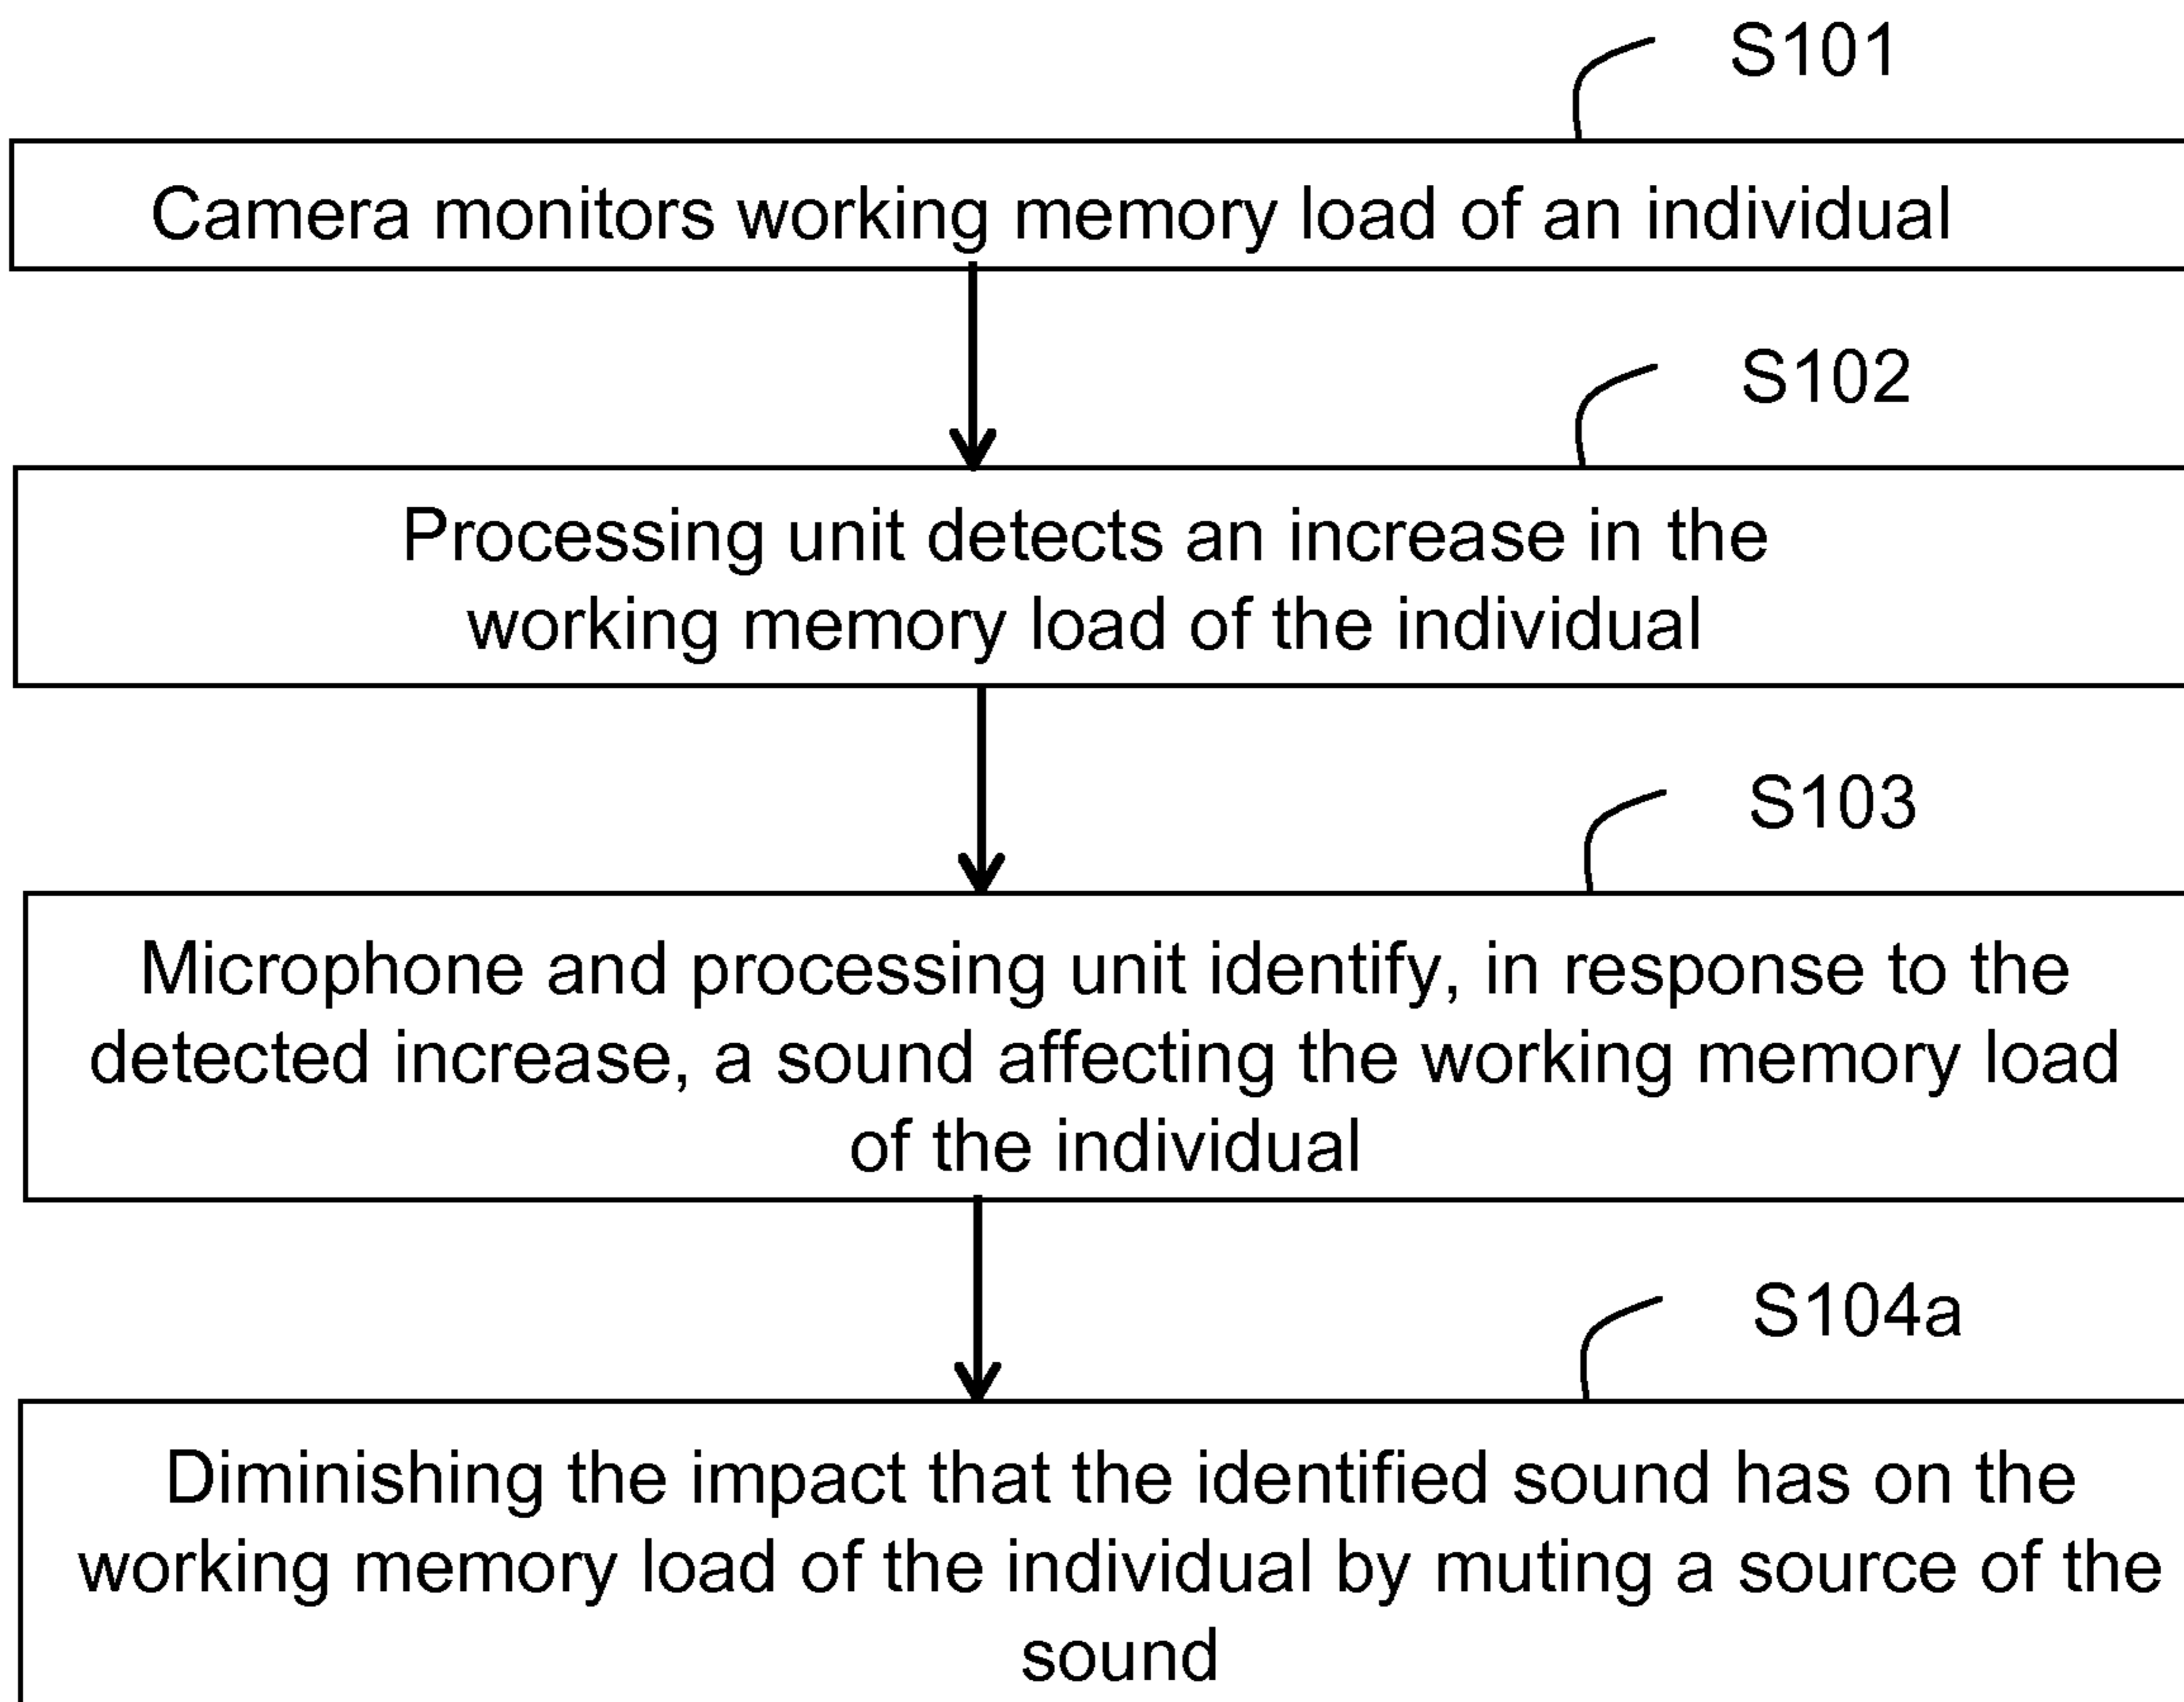 S101
Camera monitors working memory load of an individual
S102
Processing unit detects an increase in the
working memory load of the individual
S103
Microphone and processing unit identify, in response to the
detected increase, a sound affecting the working memory load
of the individual
S104a
Diminishing the impact that the identified sound has on the
working memory load of the individual by muting a source of the
sound